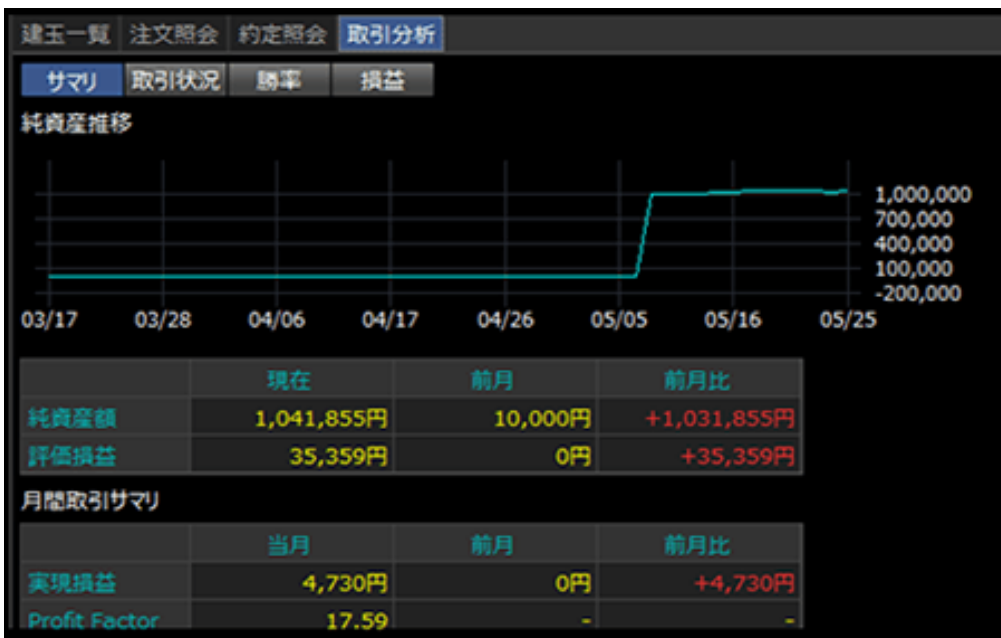 建玉一覧 注文照会 約定照会 取引分析
サマリ 取引状況 勝率 損益
純資産推移
1,000,000
700,000
400,000
100,000
-200,000
03/17 03/28 04/06 04/17 04/26 05/05 05/16 05/25
現在 前月 前月比
純資産額 1,041,855円 10,000円 +1,031,855円
評価損益 35,359円 0円 +35,359円
月間取引サマリ
当月 前月 前月比
実現損益 4,730円 0円 +4,730円
Profit Factor 17.59 - -